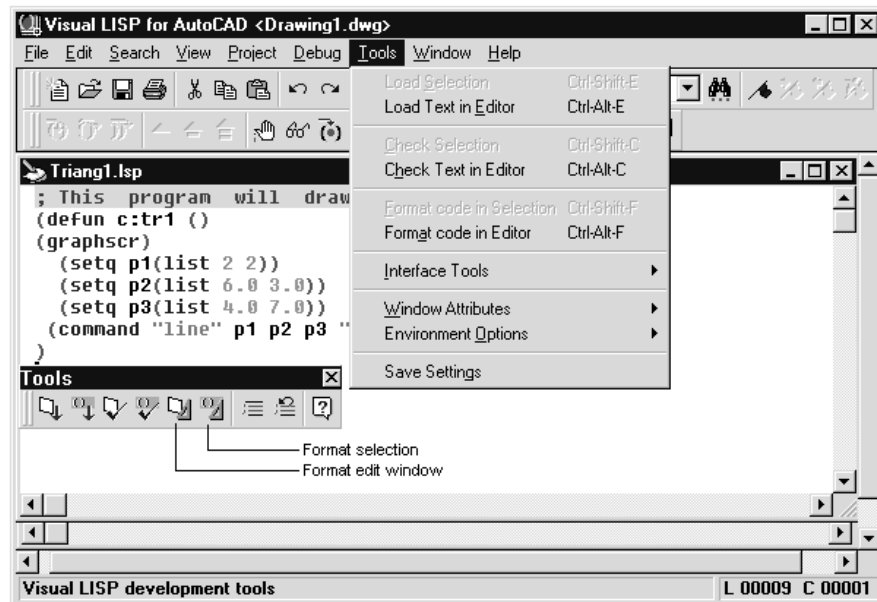 Visual LISP for AutoCAD <Drawing1.dwg>
File Edit Search View Project Debug Tools Window Help
Load Selection Ctrl-Shift-E
Load Text in Editor Ctrl-Alt-E
Check Selection Ctrl-Shift-C
Check Text in Editor Ctrl-Alt-C
Format code in Selection Ctrl-Shift-F
Format code in Editor Ctrl-Alt-F
Interface Tools
Window Attributes
Environment Options
Save Settings
Triang1.lsp
; This program will draw
(defun c:tr1 ()
(graphscr)
(setq p1(list 2 2))
(setq p2(list 6.0 3.0))
(setq p3(list 4.0 7.0))
(command "line" p1 p2 p3 "
)
Tools
Format selection
Format edit window
Visual LISP development tools L 00009 C 00001